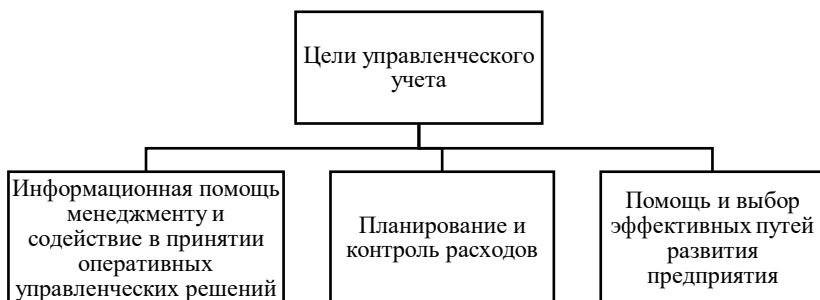 Цели управленческого
учета
Информационная помощь
менеджменту и
содействие в принятии
оперативных
управленческих решений
Планирование и
контроль расходов
Помощь и выбор
эффективных путей
развития
предприятия